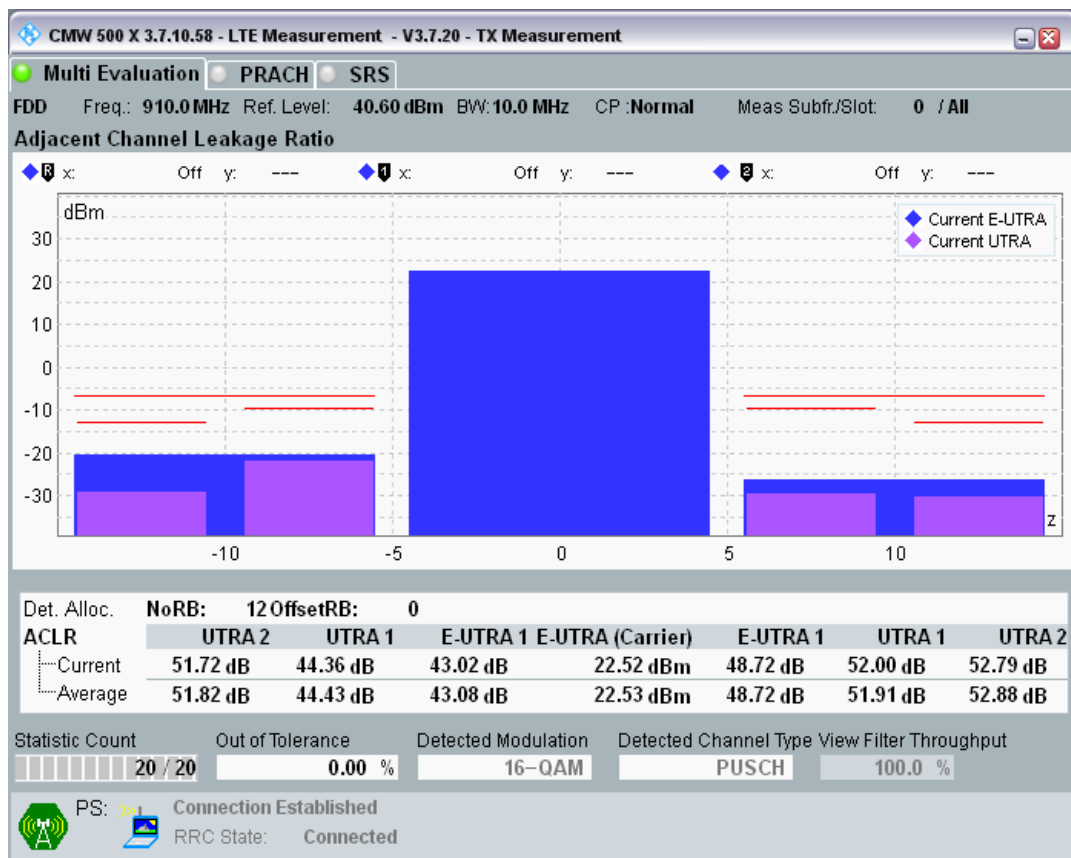 CMW 500 X 3.7.10.58 - LTE Measurement - V3.7.20 - TX Measurement
Multi Evaluation PRACH SRS
FDD Freq.: 910.0 MHz Ref. Level: 40.60 dBm BW: 10.0 MHz CP :Normal Meas Subfr./Slot: 0 / All
Adjacent Channel Leakage Ratio
R x: Off y: --- 1 x: Off y: --- 2 x: Off y: ---
dBm
Current E-UTRA
Current UTRA
30
20
10
0
-10
-20
-30
z
-10 -5 0 5 10
Det. Alloc. NoRB: 12 OffsetRB: 0
ACLR UTRA 2 UTRA 1 E-UTRA 1 E-UTRA (Carrier) E-UTRA 1 UTRA 1 UTRA 2
Current 51.72 dB 44.36 dB 43.02 dB 22.52 dBm 48.72 dB 52.00 dB 52.79 dB
Average 51.82 dB 44.43 dB 43.08 dB 22.53 dBm 48.72 dB 51.91 dB 52.88 dB
Statistic Count Out of Tolerance Detected Modulation Detected Channel Type View Filter Throughput
20 / 20 0.00 % 16-QAM PUSCH 100.0 %
PS: Connection Established
RRC State: Connected